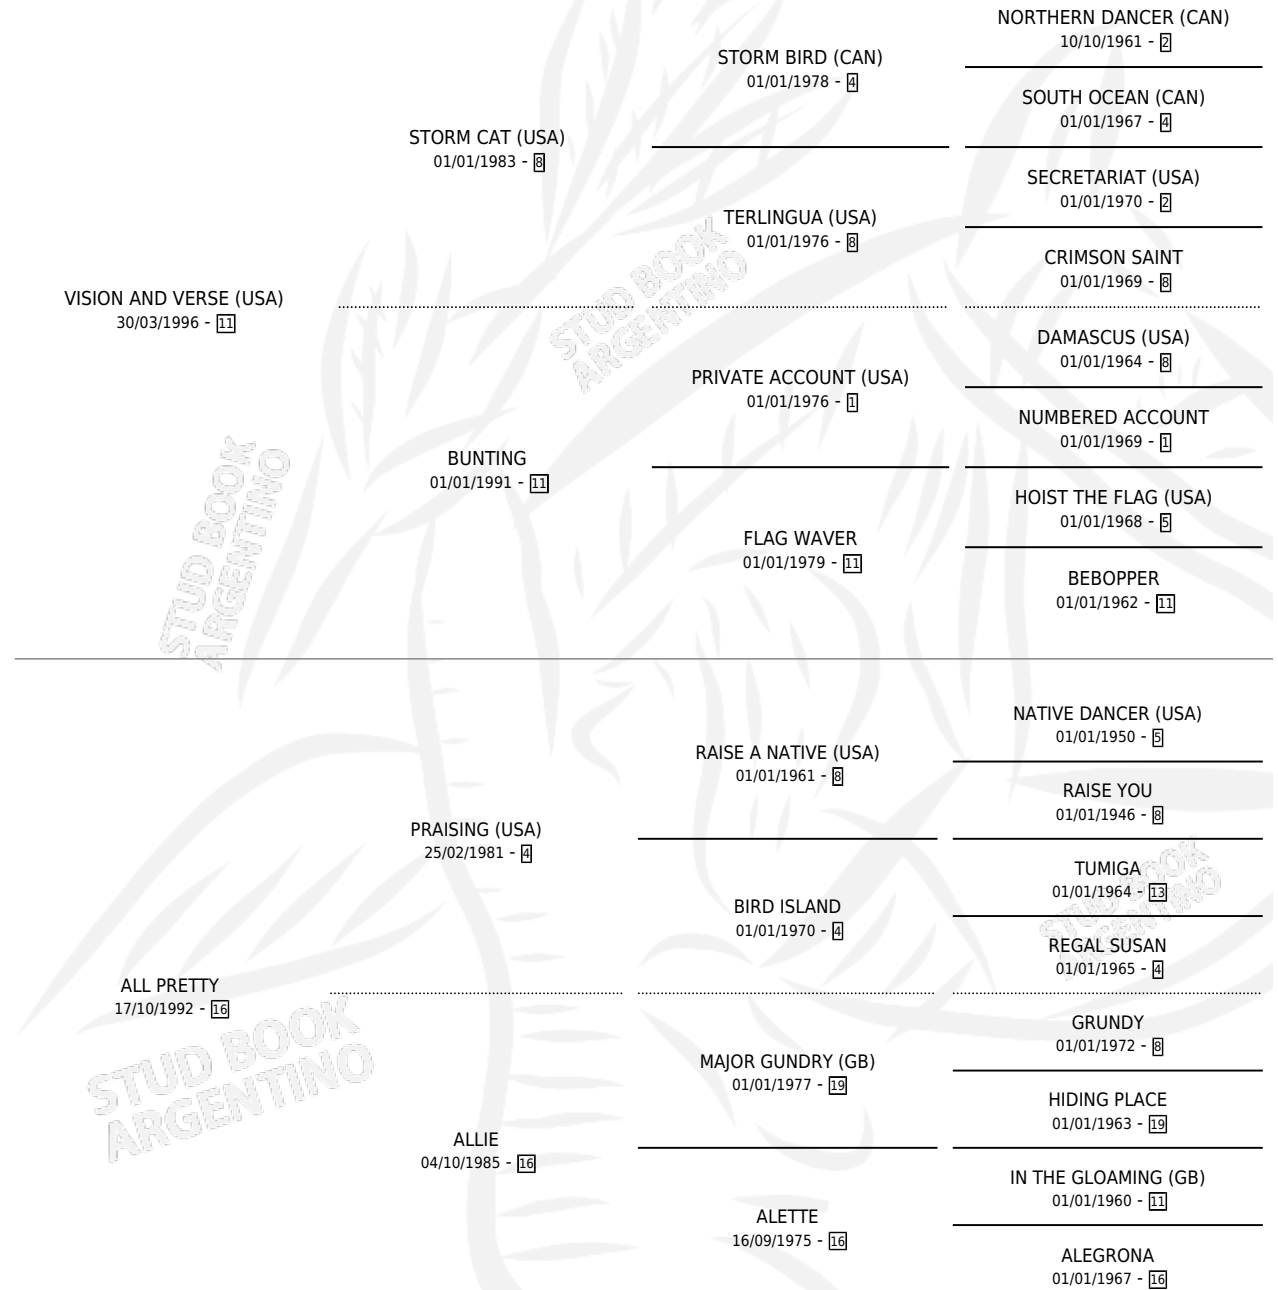 NORTHERN DANCER (CAN)
10/10/1961 - 2
STORM BIRD (CAN)
01/01/1978 - 4
SOUTH OCEAN (CAN)
01/01/1967 - 4
STORM CAT (USA)
01/01/1983 - 8
SECRETARIAT (USA)
01/01/1970 - 2
TERLINGUA (USA)
01/01/1976 - 8
CRIMSON SAINT
01/01/1969 - 8
VISION AND VERSE (USA)
30/03/1996 - 11
DAMASCUS (USA)
01/01/1964 - 8
PRIVATE ACCOUNT (USA)
01/01/1976 - 1
NUMBERED ACCOUNT
01/01/1969 - 1
BUNTING
01/01/1991 - 11
HOIST THE FLAG (USA)
01/01/1968 - 5
FLAG WAVER
01/01/1979 - 11
BEBOPPER
01/01/1962 - 11
STUD BOOK
ARGENTINO
STUD BOOK
ARGENTINO
NATIVE DANCER (USA)
01/01/1950 - 5
RAISE A NATIVE (USA)
01/01/1961 - 8
RAISE YOU
01/01/1946 - 8
PRAISING (USA)
25/02/1981 - 4
TUMIGA
01/01/1964 - 13
BIRD ISLAND
01/01/1970 - 4
REGAL SUSAN
01/01/1965 - 4
ALL PRETTY
17/10/1992 - 16
GRUNDY
01/01/1972 - 8
MAJOR GUNDRY (GB)
01/01/1977 - 19
HIDING PLACE
01/01/1963 - 19
ALLIE
04/10/1985 - 16
IN THE GLOAMING (GB)
01/01/1960 - 11
ALETTE
16/09/1975 - 16
ALEGRONA
01/01/1967 - 16
STUD BOOK
ARGENTINO
STUD BOOK
ARGENTINO